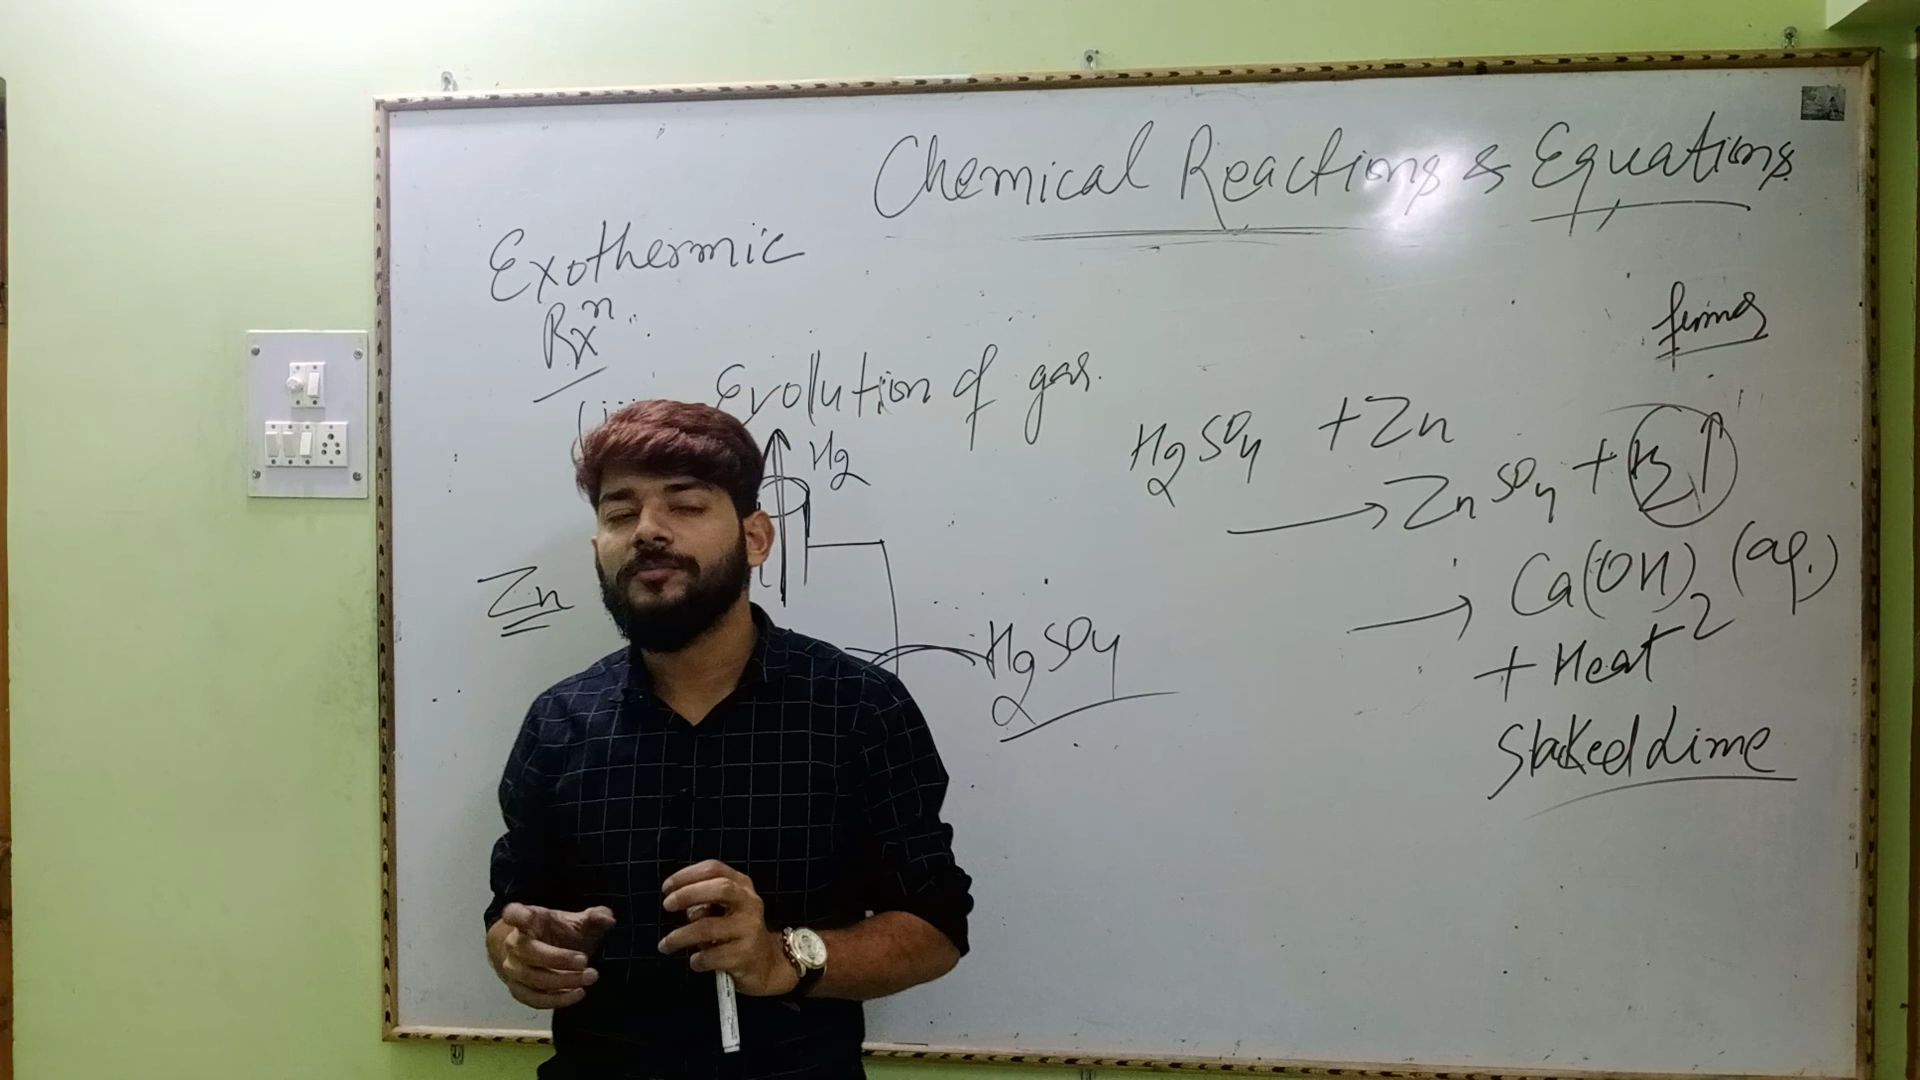 Chemical Reactions & Equations
Exothermic
Rxn
Evollution of gas.
H2
Zn
H2SO4
H2SO4 + Zn
→ ZnSO4 + H2↑
→ Ca(OH)2 (aq.)
+ Heat
Slaked Lime